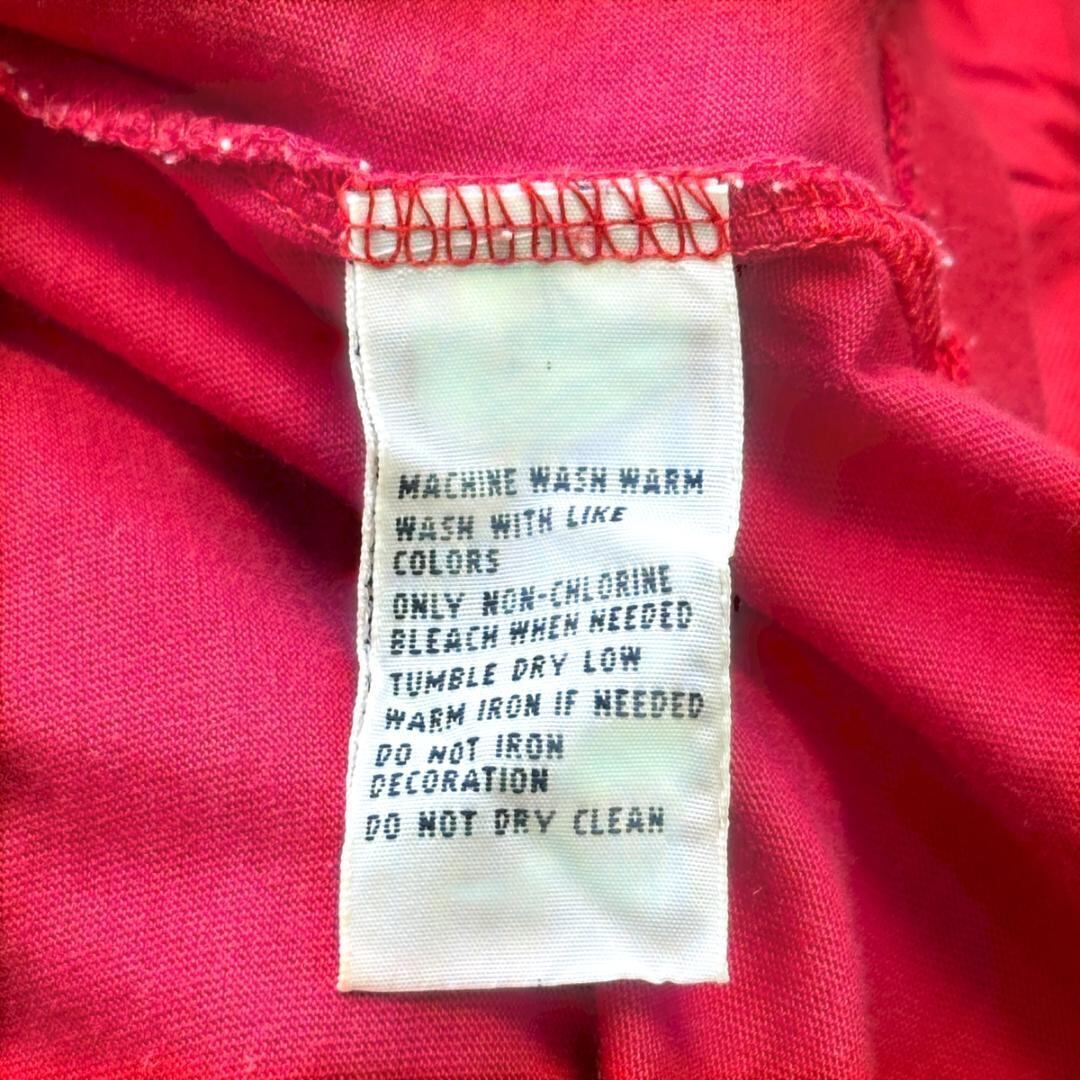 MACHINE WASH WARM
WASH WITH LIKE
COLORS
ONLY NON-CHLORINE
BLEACH WHEN NEEDED
TUMBLE DRY LOW
WARM IRON IF NEEDED
DO NOT IRON
DECORATION
DO NOT DRY CLEAN